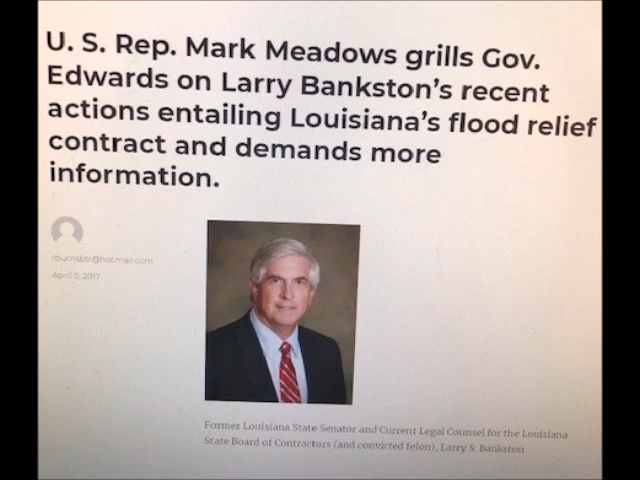 U. S. Rep. Mark Meadows grills Gov.
Edwards on Larry Bankston’s recent
actions entailing Louisiana’s flood relief
contract and demands more
information.
rburnsbtr@hotmail.com
April 5, 2017
Former Louisiana State Senator and Current Legal Counsel for the Louisiana
State Board of Contractors (and convicted felon), Larry S. Bankston